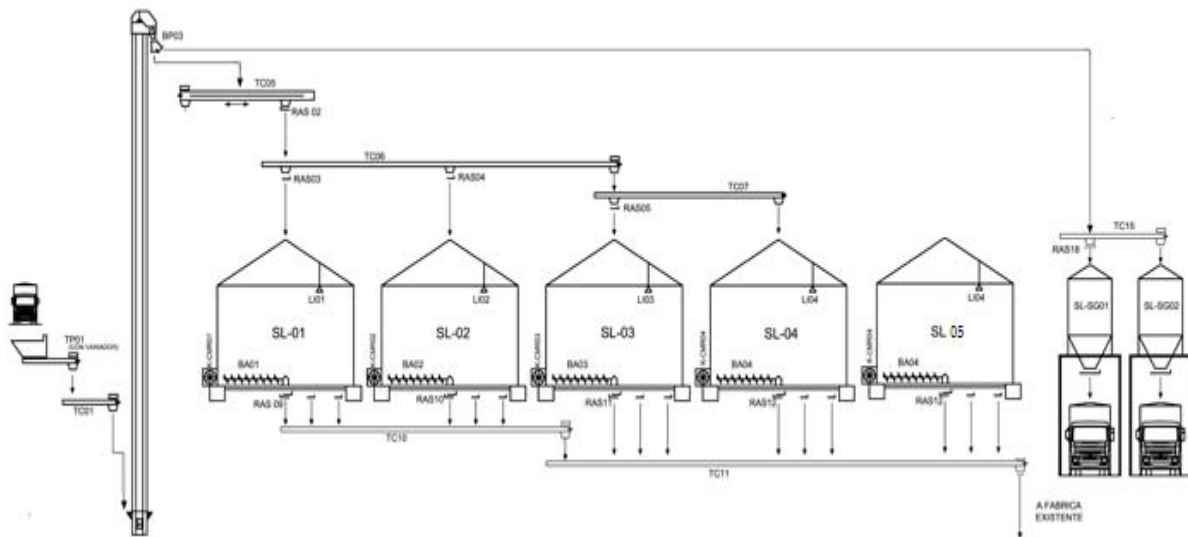 BP03
TC05
RAS 02
TC06
RAS03
RAS04
TC07
RAS05
TC15
RAS18
LI01
LI02
LI03
LI04
LI04
SL-01
SL-02
SL-03
SL-04
SL 05
SL-SG01
SL-SG02
TP01
(CON VARIADOR)
BA01
BA02
BA03
BA04
BA04
TC01
RAS 09
RAS10
RAS11
RAS12
TC10
TC11
A FABRICA
EXISTENTE